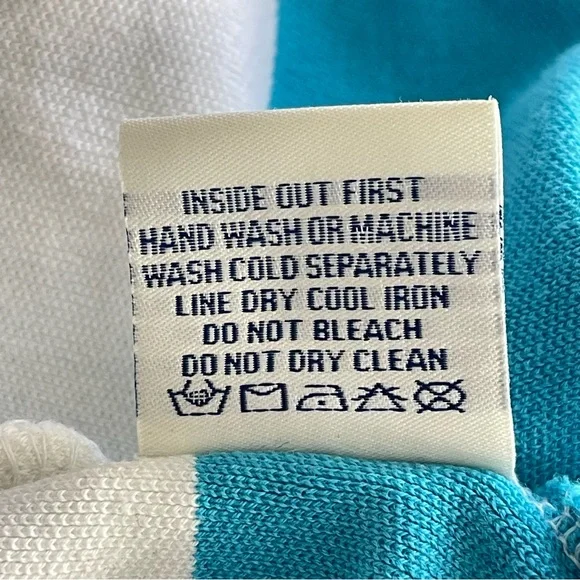 INSIDE OUT FIRST
HAND WASH OR MACHINE
WASH COLD SEPARATELY
LINE DRY COOL IRON
DO NOT BLEACH
DO NOT DRY CLEAN